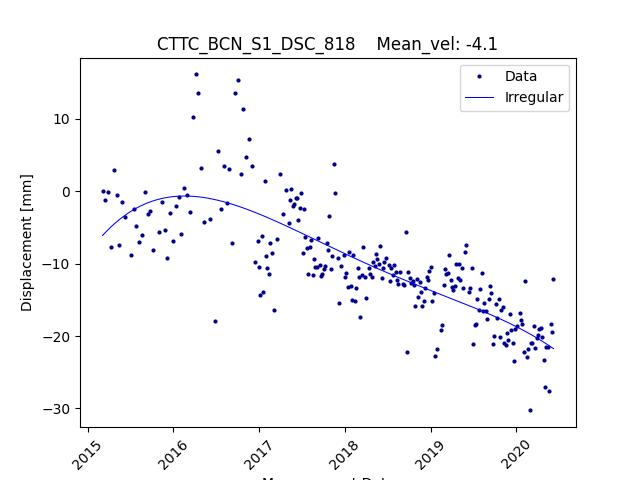 CTTC_BCN_S1_DSC_818    Mean_vel: -4.1
Data
Irregular
Displacement [mm]
10
0
−10
−20
−30
2015
2016
2017
2018
2019
2020